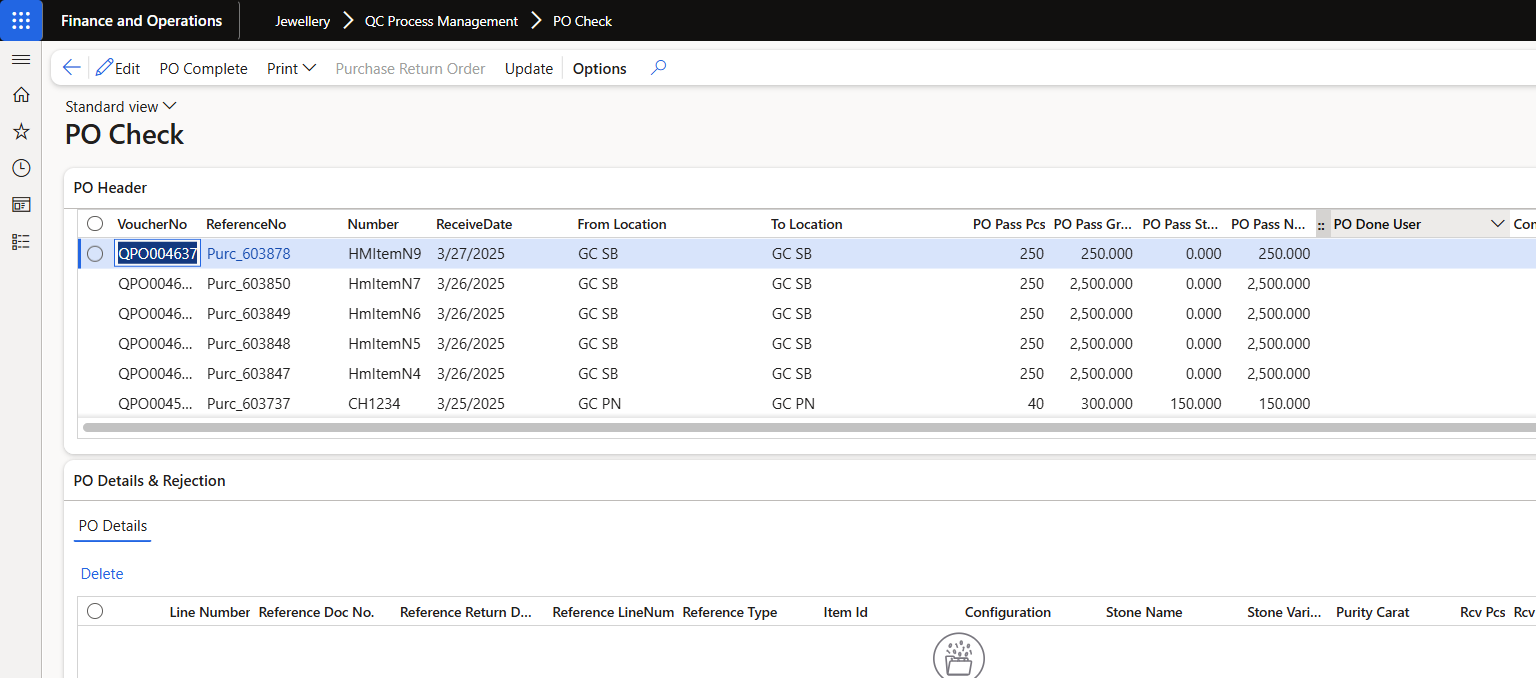 Finance and Operations Jewellery QC Process Management PO Check
Edit PO Complete Print Purchase Return Order Update Options
Standard view
PO Check
PO Header
VoucherNo ReferenceNo Number ReceiveDate From Location To Location PO Pass Pcs PO Pass Gr... PO Pass St... PO Pass N... PO Done User Con
QPO004637 Purc_603878 HMItemN9 3/27/2025 GC SB GC SB 250 250.000 0.000 250.000
QPO0046... Purc_603850 HmItemN7 3/26/2025 GC SB GC SB 250 2,500.000 0.000 2,500.000
QPO0046... Purc_603849 HmItemN6 3/26/2025 GC SB GC SB 250 2,500.000 0.000 2,500.000
QPO0046... Purc_603848 HmItemN5 3/26/2025 GC SB GC SB 250 2,500.000 0.000 2,500.000
QPO0046... Purc_603847 HmItemN4 3/26/2025 GC SB GC SB 250 2,500.000 0.000 2,500.000
QPO0045... Purc_603737 CH1234 3/25/2025 GC PN GC PN 40 300.000 150.000 150.000
PO Details & Rejection
PO Details
Delete
Line Number Reference Doc No. Reference Return D... Reference LineNum Reference Type Item Id Configuration Stone Name Stone Vari... Purity Carat Rcv Pcs Rcv